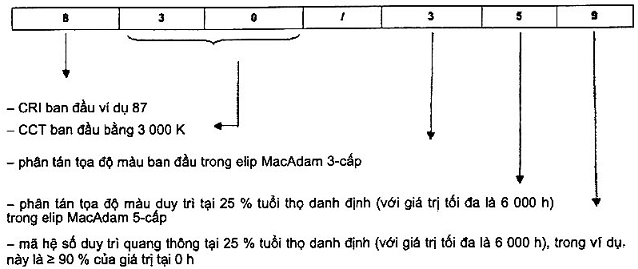 8 3 0 / 3 5 9
– CRI ban đầu ví dụ 87
– CCT ban đầu bằng 3 000 K
– phân tán tọa độ màu ban đầu trong elip MacAdam 3-cấp
– phân tán tọa độ màu duy trì tại 25 % tuổi thọ danh định (với giá trị tối đa là 6 000 h)
trong elip MacAdam 5-cấp
– mã hệ số duy trì quang thông tại 25 % tuổi thọ danh định (với giá trị tối đa là 6 000 h), trong ví dụ.
này là ≥ 90 % của giá trị tại 0 h